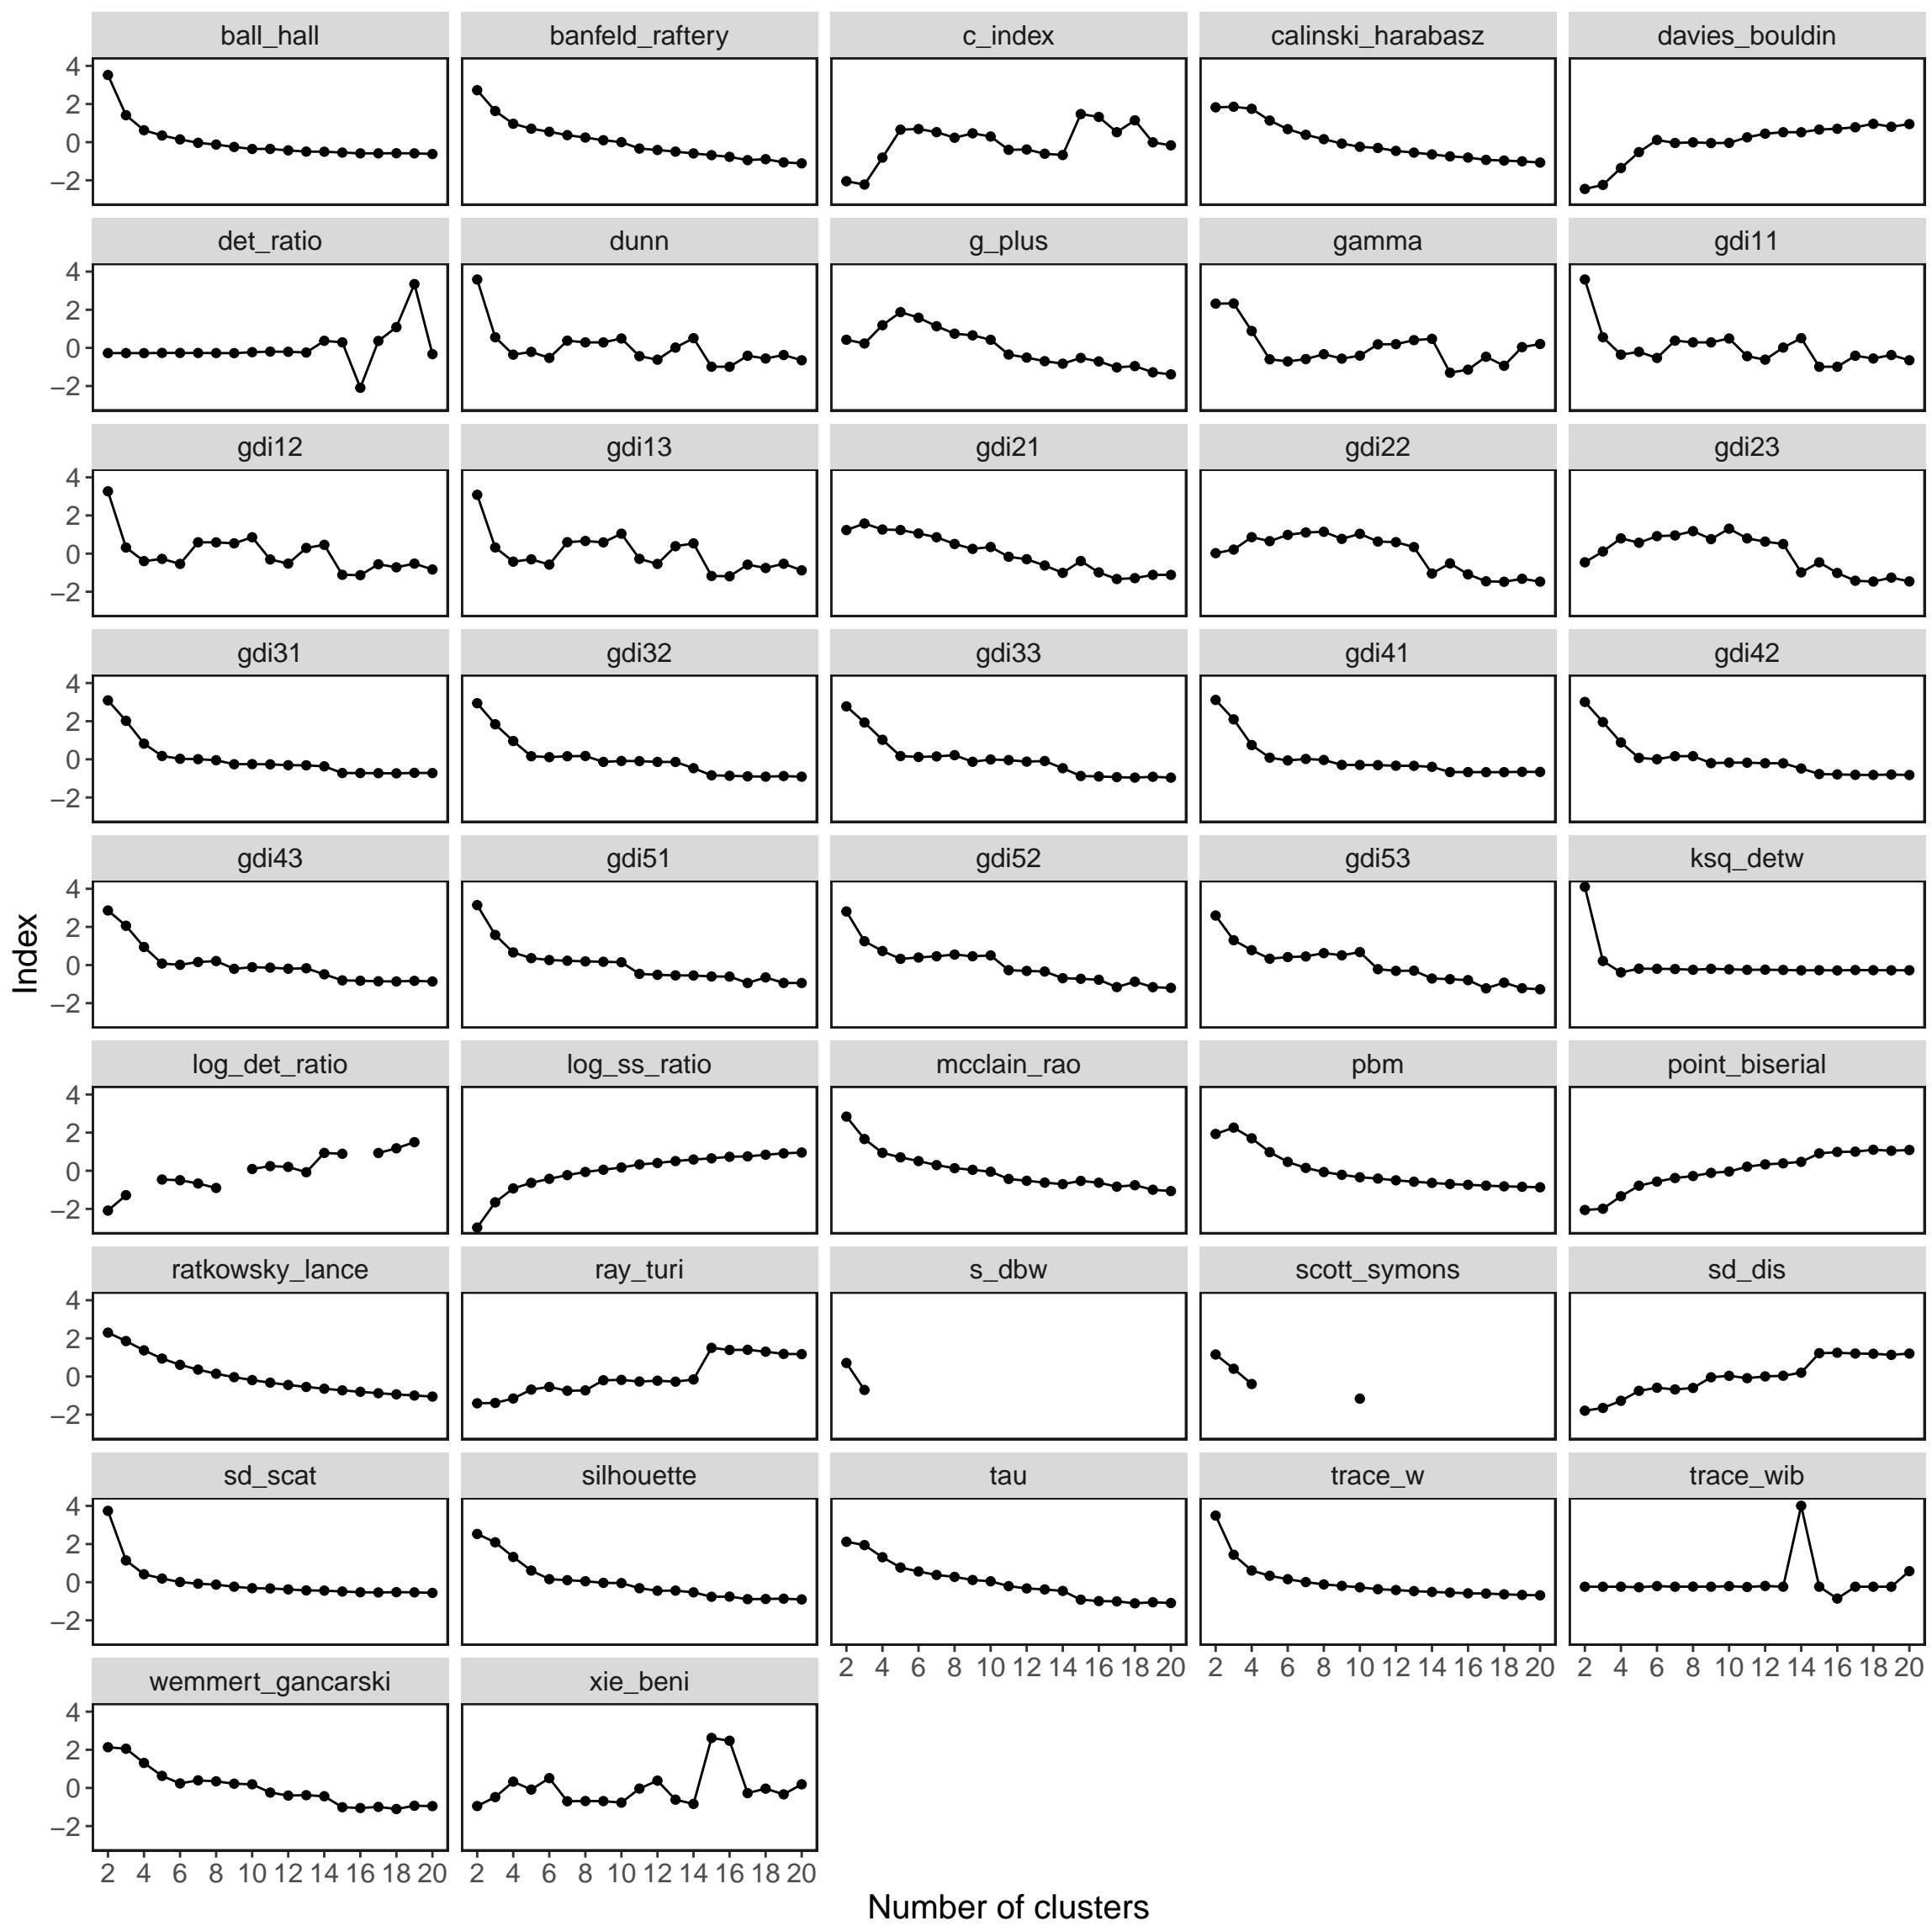 ball_hall banfeld_raftery c_index calinski_harabasz davies_bouldin
4
2
0
−2
det_ratio dunn g_plus gamma gdi11
4
2
0
−2
gdi12 gdi13 gdi21 gdi22 gdi23
4
2
0
−2
gdi31 gdi32 gdi33 gdi41 gdi42
4
2
0
−2
gdi43 gdi51 gdi52 gdi53 ksq_detw
4
2
0
−2
Index
log_det_ratio log_ss_ratio mcclain_rao pbm point_biserial
4
2
0
−2
ratkowsky_lance ray_turi s_dbw scott_symons sd_dis
4
2
0
−2
sd_scat silhouette tau trace_w trace_wib
4
2
0
−2
2 4 6 8 10 12 14 16 18 20 2 4 6 8 10 12 14 16 18 20 2 4 6 8 10 12 14 16 18 20
wemmert_gancarski xie_beni
4
2
0
−2
2 4 6 8 10 12 14 16 18 20 2 4 6 8 10 12 14 16 18 20
Number of clusters